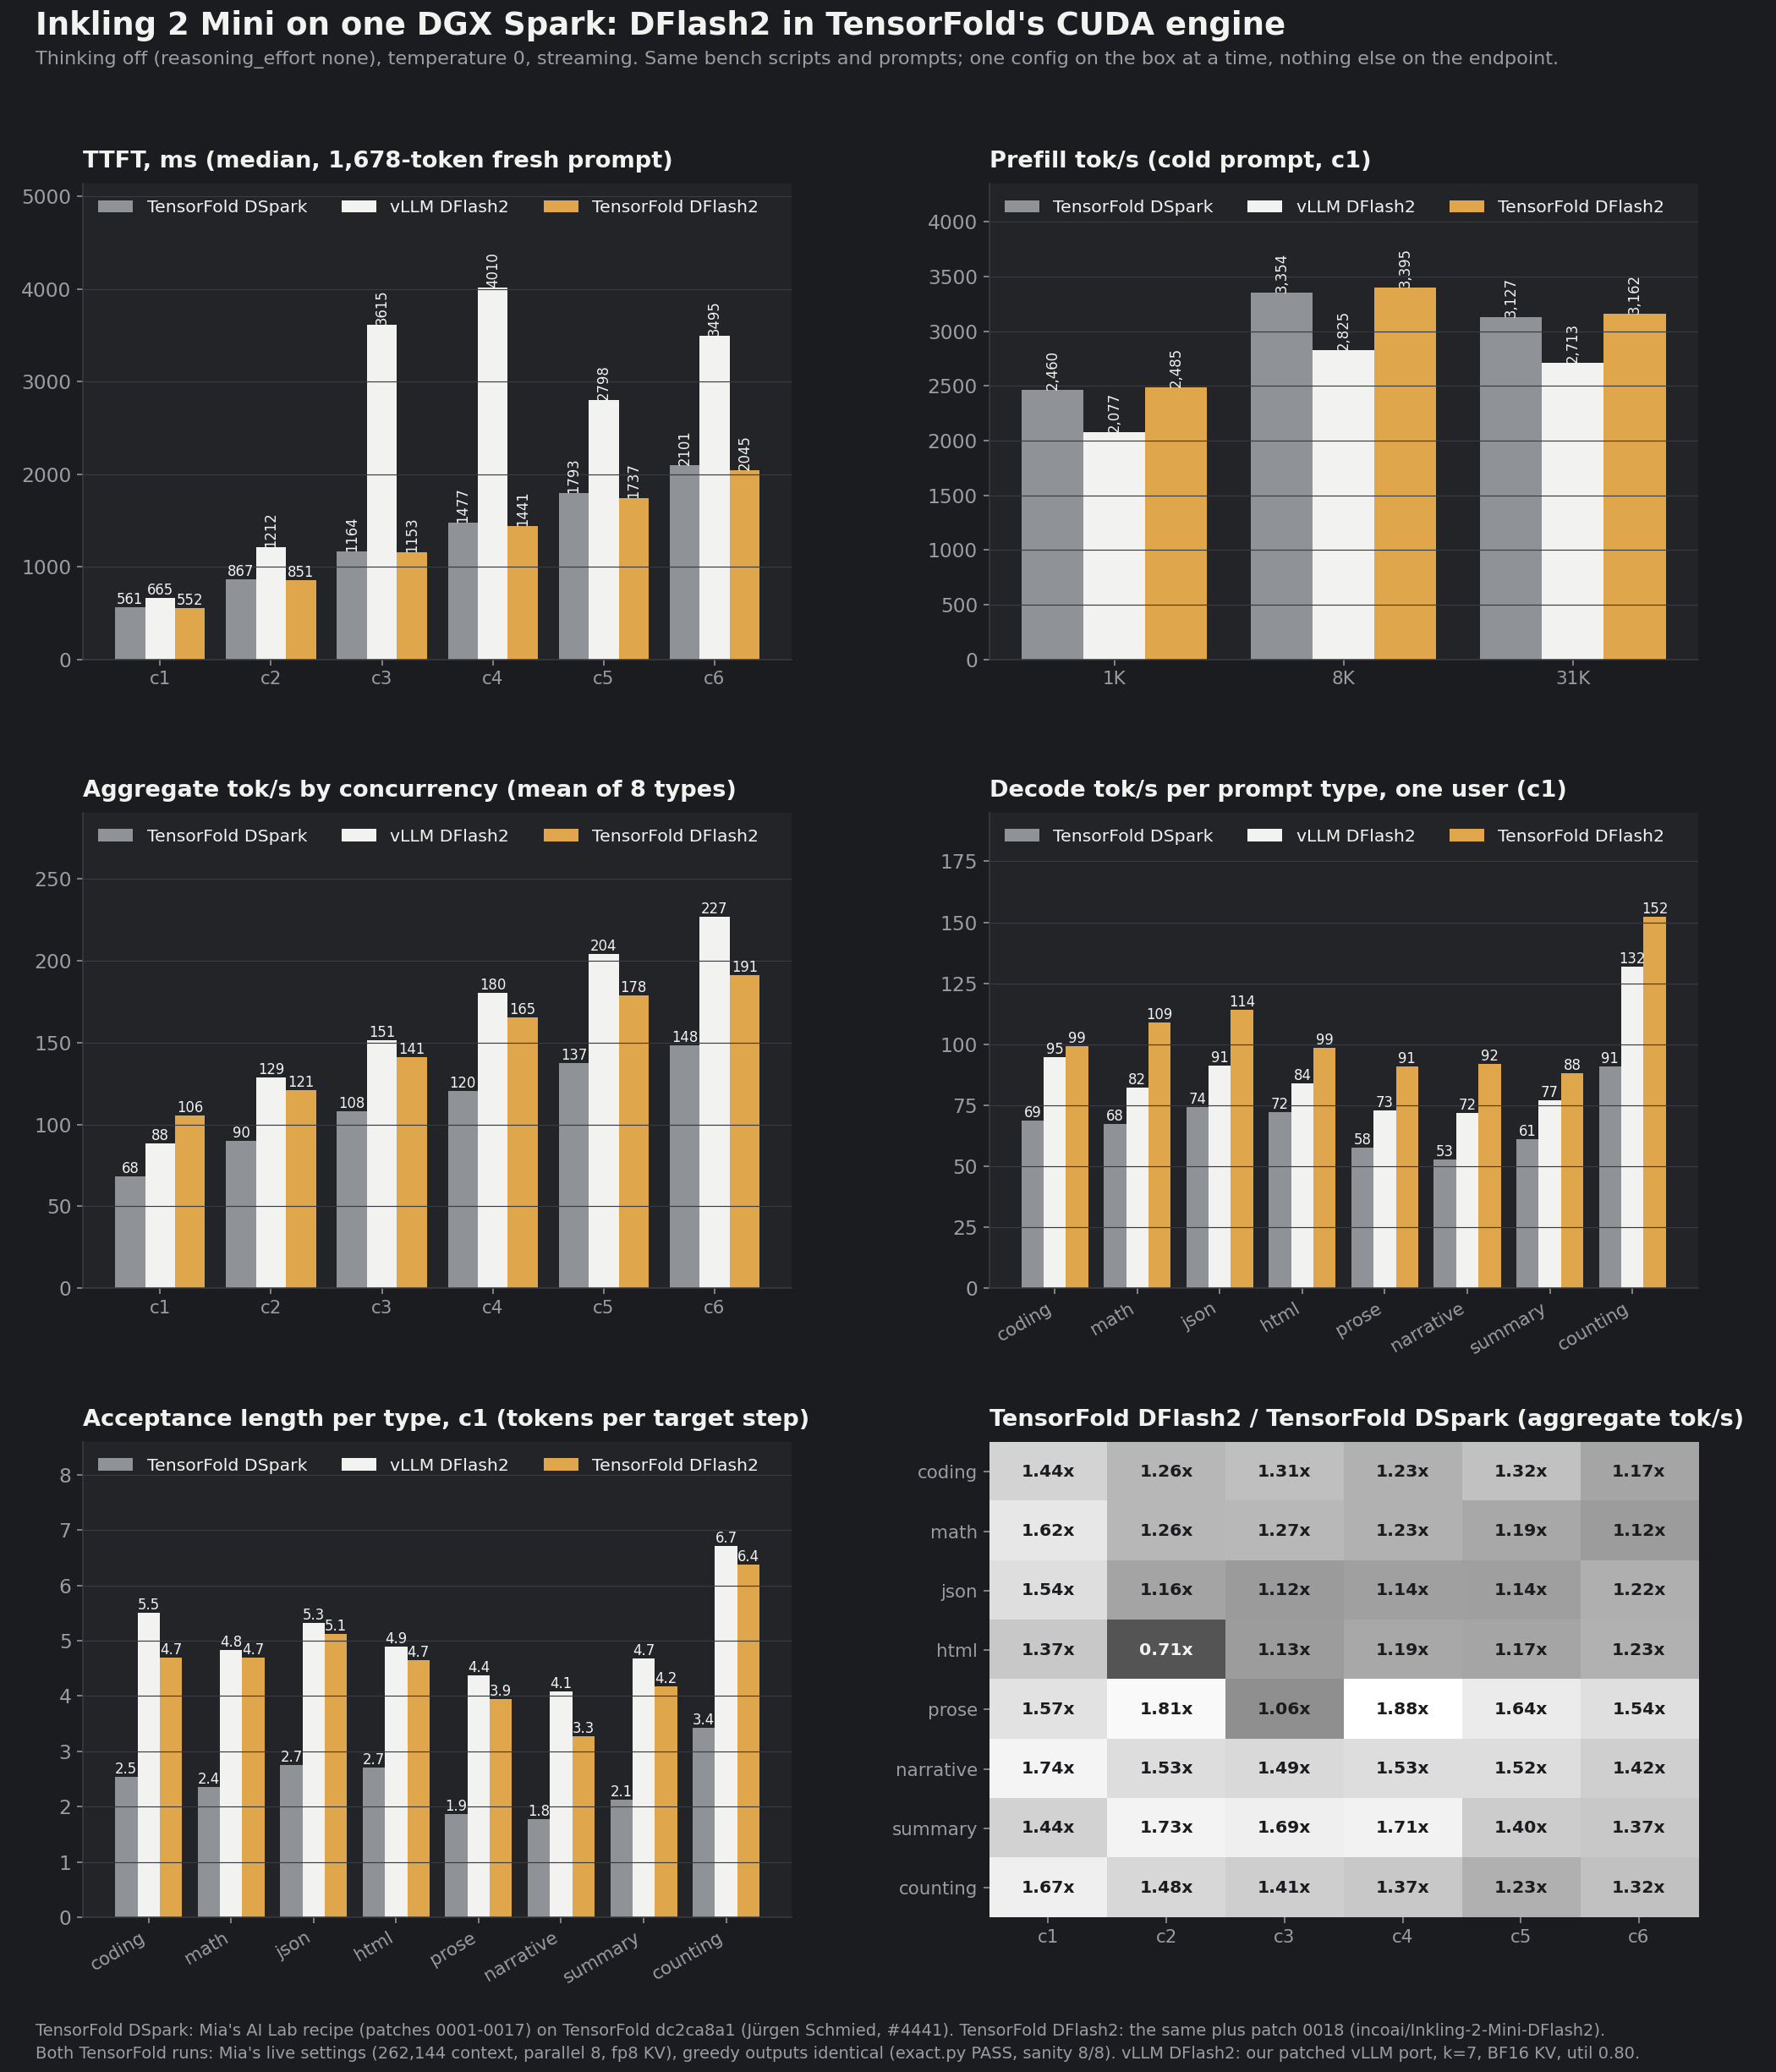 Inkling 2 Mini on one DGX Spark: DFlash2 in TensorFold's CUDA engine
Thinking off (reasoning_effort none), temperature 0, streaming. Same bench scripts and prompts; one config on the box at a time, nothing else on the endpoint.
TTFT, ms (median, 1,678-token fresh prompt)
TensorFold DSpark vLLM DFlash2 TensorFold DFlash2
5000
4000
3000
2000
1000
0
561 665 552
867 1212 851
1164 3615 1153
1477 4010 1441
1793 2798 1737
2101 3495 2045
c1 c2 c3 c4 c5 c6
Prefill tok/s (cold prompt, c1)
TensorFold DSpark vLLM DFlash2 TensorFold DFlash2
4000
3500
3000
2500
2000
1500
1000
500
0
2,460 2,077 2,485
3,354 2,825 3,395
3,127 2,713 3,162
1K 8K 31K
Aggregate tok/s by concurrency (mean of 8 types)
TensorFold DSpark vLLM DFlash2 TensorFold DFlash2
250
200
150
100
50
0
68 88 106
90 129 121
108 151 141
120 180 165
137 204 178
148 227 191
c1 c2 c3 c4 c5 c6
Decode tok/s per prompt type, one user (c1)
TensorFold DSpark vLLM DFlash2 TensorFold DFlash2
175
150
125
100
75
50
25
0
69 95 99
68 82 109
74 91 114
72 84 99
58 73 91
53 72 92
61 77 88
91 132 152
coding math json html prose narrative summary counting
Acceptance length per type, c1 (tokens per target step)
TensorFold DSpark vLLM DFlash2 TensorFold DFlash2
8
7
6
5
4
3
2
1
0
2.5 5.5 4.7
2.4 4.8 4.7
2.7 5.3 5.1
2.7 4.9 4.7
1.9 4.4 3.9
1.8 4.1 3.3
2.1 4.7 4.2
3.4 6.7 6.4
coding math json html prose narrative summary counting
TensorFold DFlash2 / TensorFold DSpark (aggregate tok/s)
coding 1.44x 1.26x 1.31x 1.23x 1.32x 1.17x
math 1.62x 1.26x 1.27x 1.23x 1.19x 1.12x
json 1.54x 1.16x 1.12x 1.14x 1.14x 1.22x
html 1.37x 0.71x 1.13x 1.19x 1.17x 1.23x
prose 1.57x 1.81x 1.06x 1.88x 1.64x 1.54x
narrative 1.74x 1.53x 1.49x 1.53x 1.52x 1.42x
summary 1.44x 1.73x 1.69x 1.71x 1.40x 1.37x
counting 1.67x 1.48x 1.41x 1.37x 1.23x 1.32x
c1 c2 c3 c4 c5 c6
TensorFold DSpark: Mia's AI Lab recipe (patches 0001-0017) on TensorFold dc2ca8a1 (Jürgen Schmied, #4441). TensorFold DFlash2: the same plus patch 0018 (incoai/Inkling-2-Mini-DFlash2).
Both TensorFold runs: Mia's live settings (262,144 context, parallel 8, fp8 KV), greedy outputs identical (exact.py PASS, sanity 8/8). vLLM DFlash2: our patched vLLM port, k=7, BF16 KV, util 0.80.